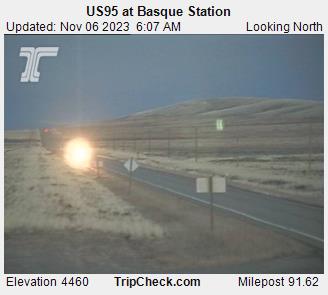 US95 at Basque Station
Updated: Nov 06 2023 6:07 AM Looking North
Elevation 4460 TripCheck.com Milepost 91.62